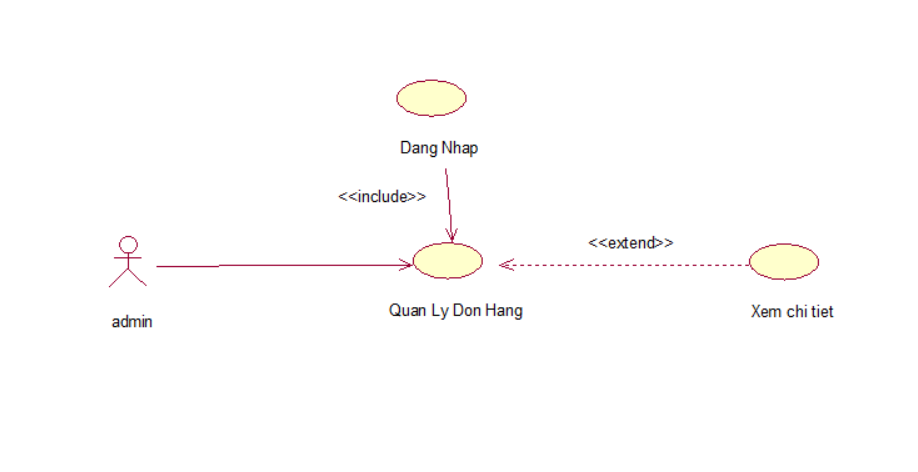 Dang Nhap
<<include>>
<<extend>>
Quan Ly Don Hang
Xem chi tiet
admin